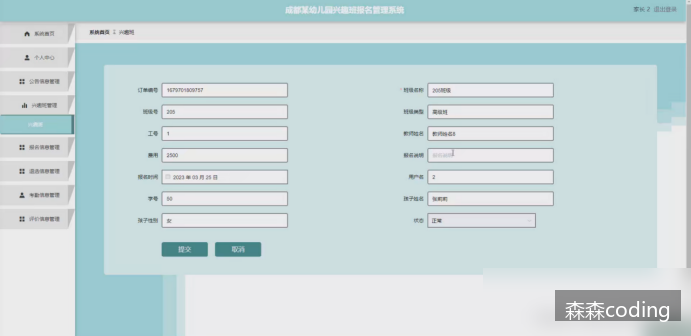 成都某幼儿园兴趣班报名管理系统
家长 2 退出登录
系统首页
系统首页 兴趣班
个人中心
公告信息管理
兴趣班管理
兴趣班
报名信息管理
退选信息管理
考勤信息管理
评价信息管理
订单编号 1679701809757 班级名称 205班级
班级号 205 班级类型 高级班
工号 1 教师姓名 教师姓名8
费用 2500 报名说明 报名说明
报名时间 2023 年 03 月 25 日 用户名 2
学号 00 孩子姓名 张莉莉
孩子性别 女 状态 正常
提交 取消
森森coding